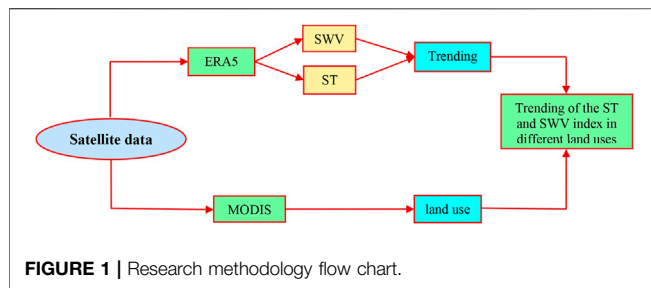 SWV
ERA5
ST
Trending
Trending of the ST
and SWV index in
different land uses
Satellite data
MODIS
land use
FIGURE 1 | Research methodology flow chart.